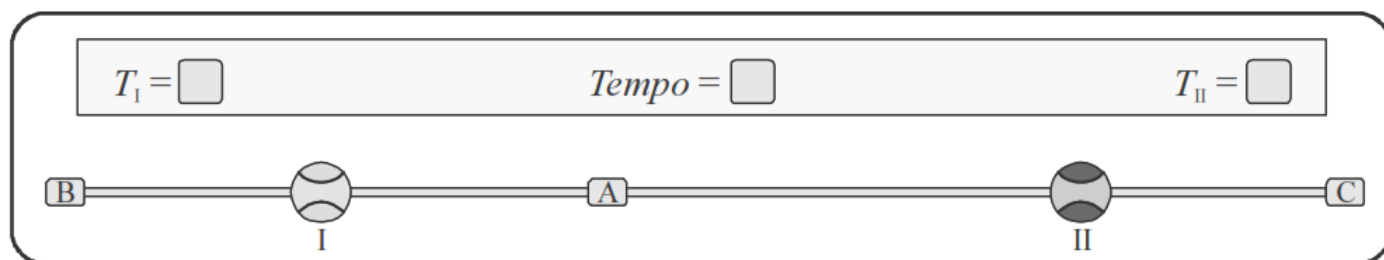 T_I = Tempo = T_II =
B A C
I II